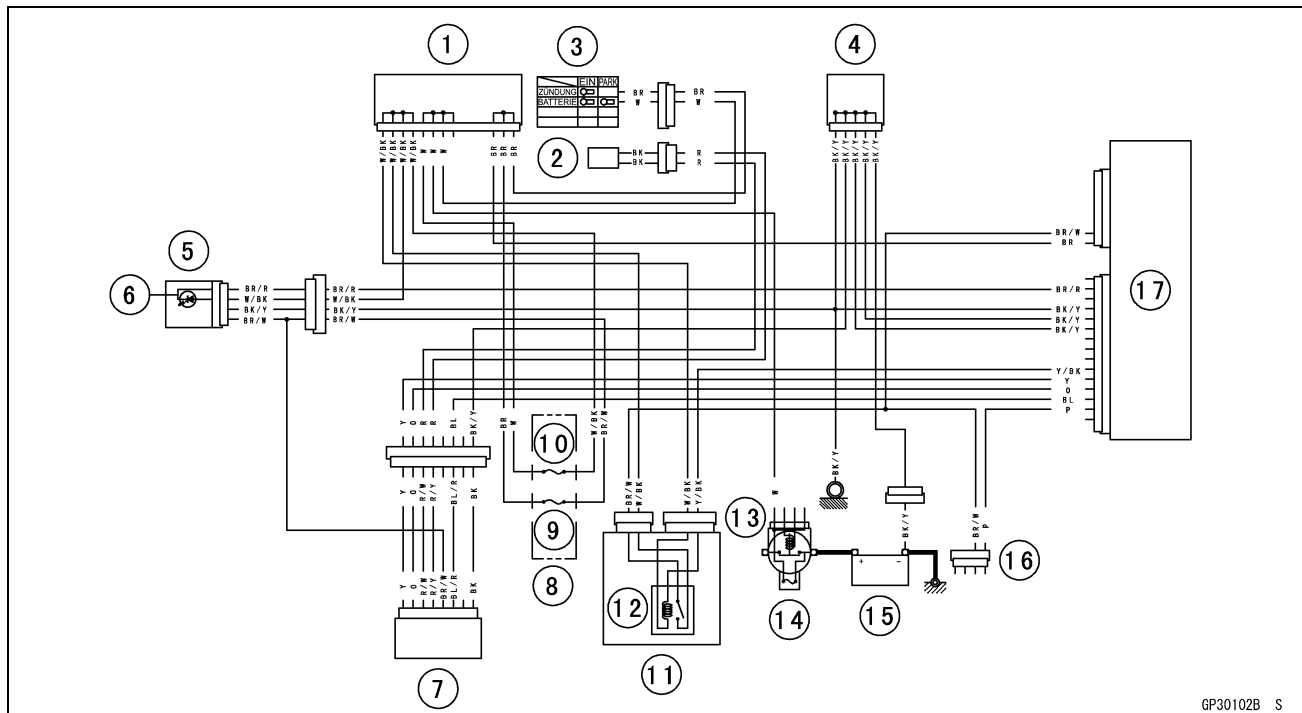 1
3
4
EIN PARK
ZÜNDUNG
BATTERIE
BR BR
W W
2
BK R
BK R
W/BK W/BK W/BK W/BK W W W BR BR BR
BK/Y BK/Y BK/Y BK/Y BK/Y
5
6
BR/R BR/R
W/BK W/BK
BK/Y BK/Y
BR/W BR/W
BR/W
BR
BR/R
BK/Y
BK/Y
BK/Y
Y/BK
Y
O
BL
P
17
Y O R R BL BK/Y
BR W W/BK BR/W
10
9
8
Y O R/W R/Y BL/R BK
Y O R/W R/Y BR/W BL/R BK
7
BR/W W/BK W/BK Y/BK
12
11
W
13
14
BK/Y
BK/Y
+ −
15
BR/W P
16
GP30102B S